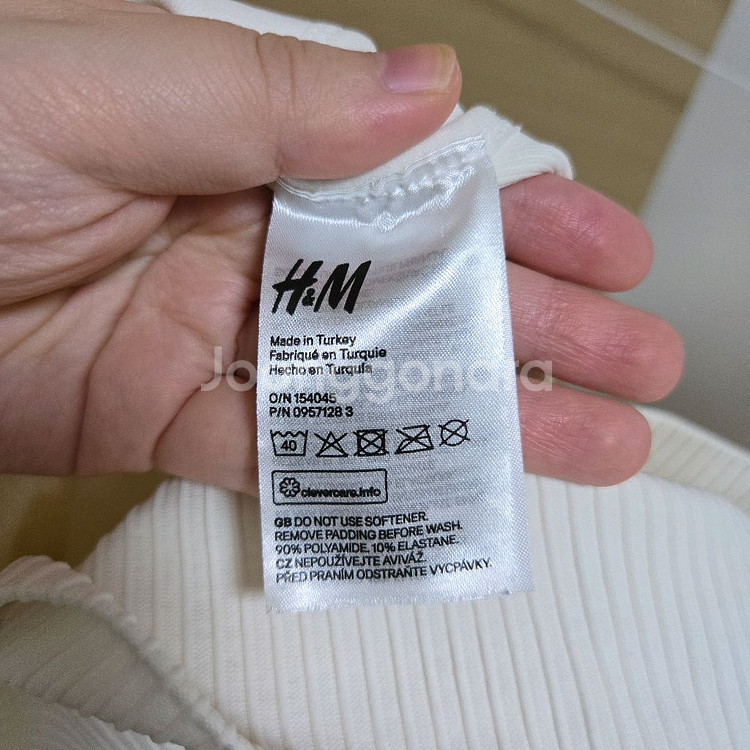 H&M
Made in Turkey
Fabriqué en Turquie
Hecho en Turquía
O/N 154045
P/N 0957128 3
40
clevercare.info
GB DO NOT USE SOFTENER.
REMOVE PADDING BEFORE WASH.
90% POLYAMIDE, 10% ELASTANE.
CZ NEPOUŽÍVEJTE AVIVÁŽ.
PŘED PRANÍM ODSTRAŇTE VYCPÁVKY.
Joonggonara